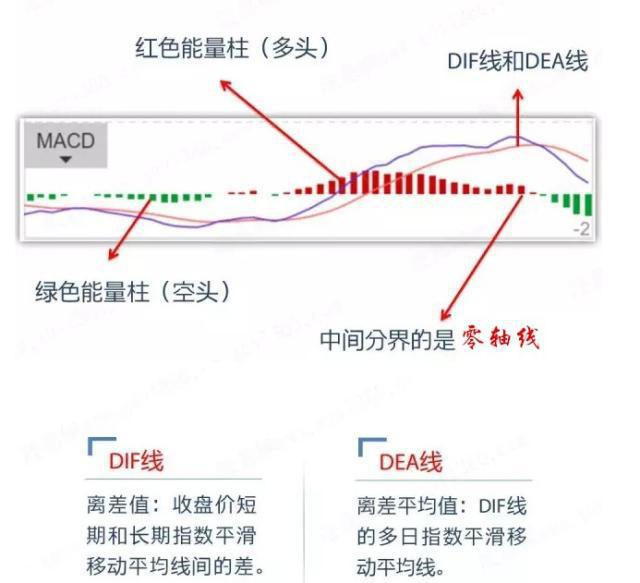 红色能量柱（多头）
DIF线和DEA线
MACD
-2
绿色能量柱（空头）
中间分界的是 零轴线
DIF线
离差值：收盘价短
期和长期指数平滑
移动平均线间的差。
DEA线
离差平均值：DIF线
的多日指数平滑移
动平均线。